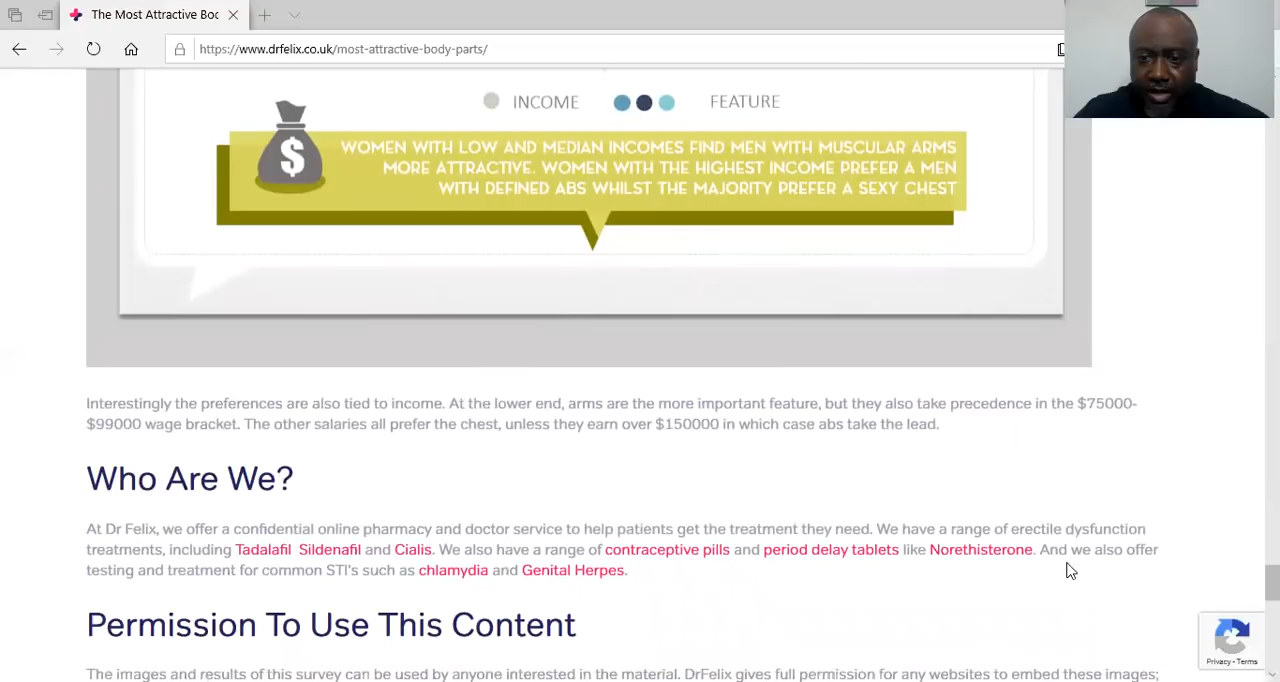 The Most Attractive Bod
https://www.drfelix.co.uk/most-attractive-body-parts/
INCOME FEATURE
$
WOMEN WITH LOW AND MEDIAN INCOMES FIND MEN WITH MUSCULAR ARMS
MORE ATTRACTIVE. WOMEN WITH THE HIGHEST INCOME PREFER A MEN
WITH DEFINED ABS WHILST THE MAJORITY PREFER A SEXY CHEST
Interestingly the preferences are also tied to income. At the lower end, arms are the more important feature, but they also take precedence in the $75000-
$99000 wage bracket. The other salaries all prefer the chest, unless they earn over $150000 in which case abs take the lead.
Who Are We?
At Dr Felix, we offer a confidential online pharmacy and doctor service to help patients get the treatment they need. We have a range of erectile dysfunction
treatments, including Tadalafil Sildenafil and Cialis. We also have a range of contraceptive pills and period delay tablets like Norethisterone. And we also offer
testing and treatment for common STI's such as chlamydia and Genital Herpes.
Permission To Use This Content
The images and results of this survey can be used by anyone interested in the material. DrFelix gives full permission for any websites to embed these images;
Privacy - Terms